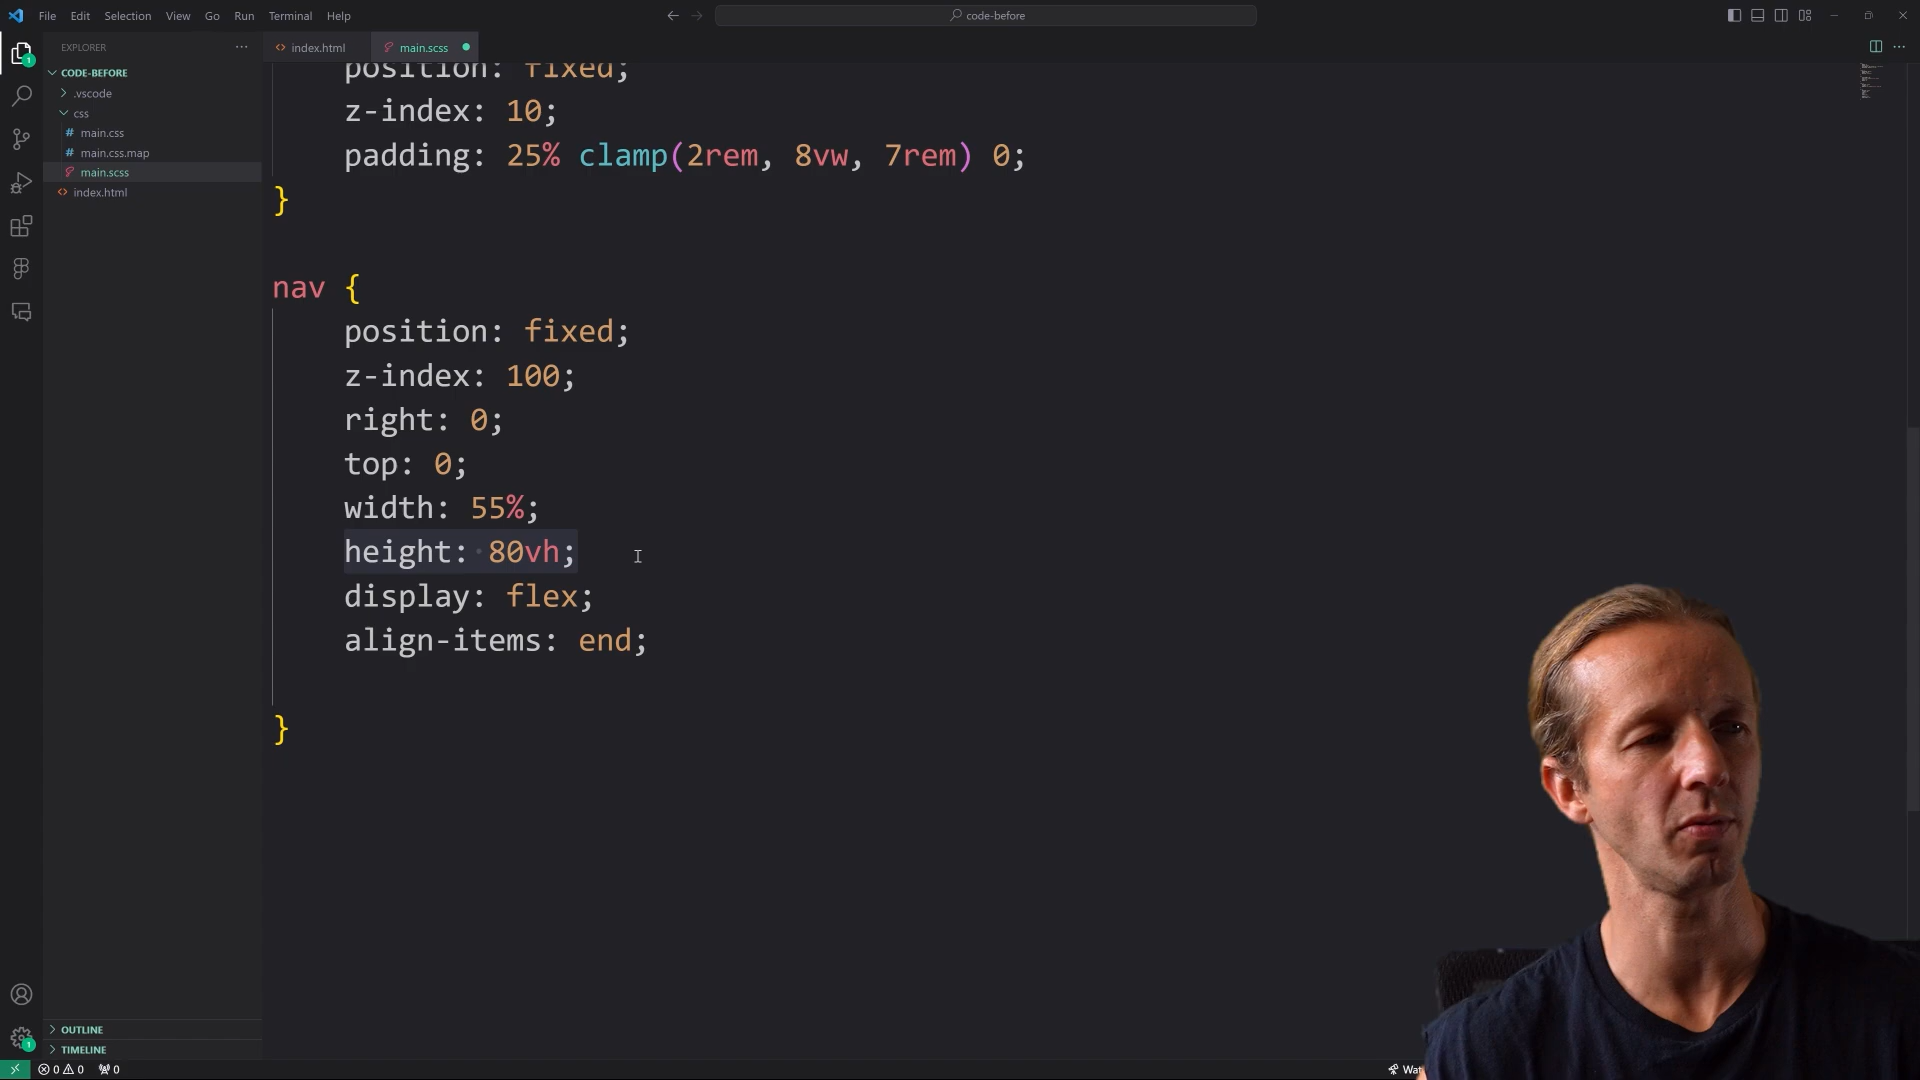 File Edit Selection View Go Run Terminal Help
code-before
EXPLORER
index.html
main.scss
CODE-BEFORE
.vscode
css
# main.css
# main.css.map
main.scss
<> index.html
position: fixed;
z-index: 10;
padding: 25% clamp(2rem, 8vw, 7rem) 0;
}
nav {
position: fixed;
z-index: 100;
right: 0;
top: 0;
width: 55%;
height: 80vh;
display: flex;
align-items: end;
}
1
1
OUTLINE
TIMELINE
0 0 0